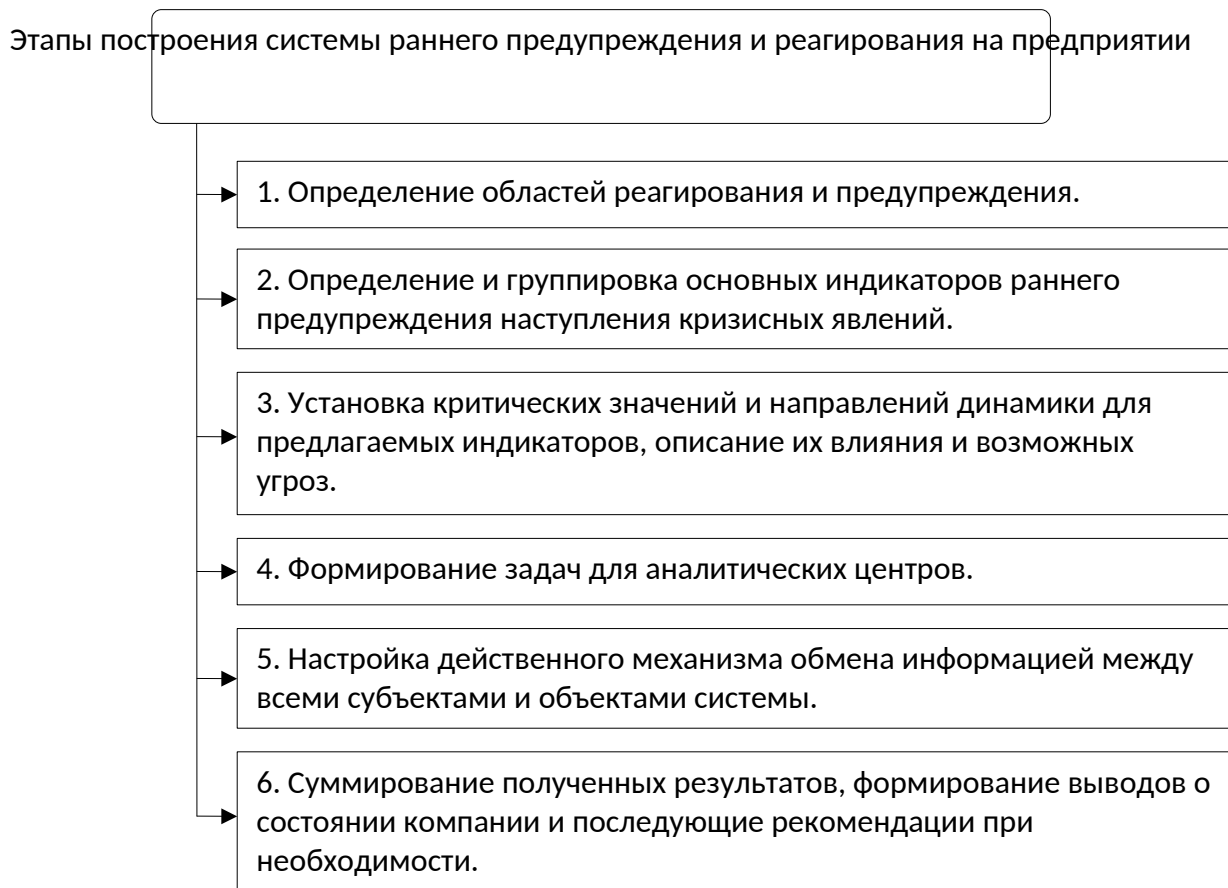 Этапы построения системы раннего предупреждения и реагирования на предприятии
1. Определение областей реагирования и предупреждения.
2. Определение и группировка основных индикаторов раннего
предупреждения наступления кризисных явлений.
3. Установка критических значений и направлений динамики для
предлагаемых индикаторов, описание их влияния и возможных
угроз.
4. Формирование задач для аналитических центров.
5. Настройка действенного механизма обмена информацией между
всеми субъектами и объектами системы.
6. Суммирование полученных результатов, формирование выводов о
состоянии компании и последующие рекомендации при
необходимости.